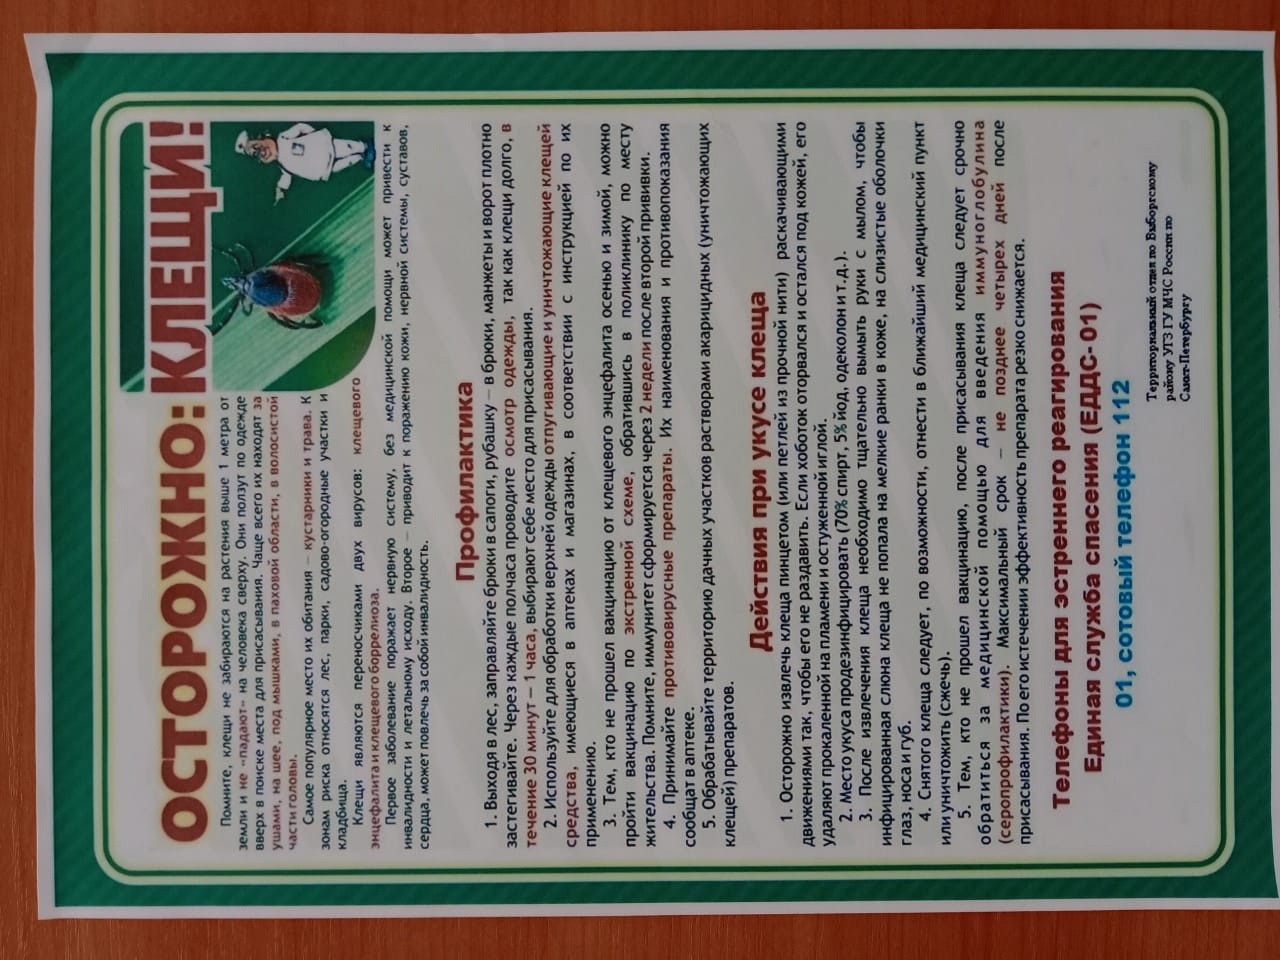 ОСТОРОЖНО: КЛЕЩИ!
Помните, клещи не забираются на растения выше 1 метра от
земли и не «падают» на человека сверху. Они ползут по одежде
вверх в поиске места для присасывания. Чаще всего их находят за
ушами, на шее, под мышками, в паховой области, в волосистой
части головы.
Самое популярное место их обитания – кустарники и трава. К
зонам риска относятся лес, парки, садово-огородные участки и
кладбища.
Клещи являются переносчиками двух вирусов: клещевого
энцефалита и клещевого боррелиоза.
Первое заболевание поражает нервную систему, без медицинской помощи может привести к
инвалидности и летальному исходу. Второе – приводит к поражению кожи, нервной системы, суставов,
сердца, может повлечь за собой инвалидность.
Профилактика
1. Выходя в лес, заправляйте брюки в сапоги, рубашку – в брюки, манжеты и ворот плотно
застегивайте. Через каждые полчаса проводите осмотр одежды, так как клещи долго, в
течение 30 минут – 1 часа, выбирают себе место для присасывания.
2. Используйте для обработки верхней одежды отпугивающие и уничтожающие клещей
средства, имеющиеся в аптеках и магазинах, в соответствии с инструкцией по их
применению.
3. Тем, кто не прошел вакцинацию от клещевого энцефалита осенью и зимой, можно
пройти вакцинацию по экстренной схеме, обратившись в поликлинику по месту
жительства. Помните, иммунитет сформируется через 2 недели после второй прививки.
4. Принимайте противовирусные препараты. Их наименования и противопоказания
сообщат в аптеке.
5. Обрабатывайте территорию дачных участков растворами акарицидных (уничтожающих
клещей) препаратов.
Действия при укусе клеща
1. Осторожно извлечь клеща пинцетом (или петлей из прочной нити) раскачивающими
движениями так, чтобы его не раздавить. Если хоботок оторвался и остался под кожей, его
удаляют прокаленной на пламени и остуженной иглой.
2. Место укуса продезинфицировать (70% спирт, 5% йод, одеколон и т.д.).
3. После извлечения клеща необходимо тщательно вымыть руки с мылом, чтобы
инфицированная слюна клеща не попала на мелкие ранки в коже, на слизистые оболочки
глаз, носа и губ.
4. Снятого клеща следует, по возможности, отнести в ближайший медицинский пункт
или уничтожить (сжечь).
5. Тем, кто не прошел вакцинацию, после присасывания клеща следует срочно
обратиться за медицинской помощью для введения иммуноглобулина
(серопрофилактики). Максимальный срок – не позднее четырех дней после
присасывания. По его истечении эффективность препарата резко снижается.
Телефоны для эстренного реагирования
Единая служба спасения (ЕДДС- 01)
01, сотовый телефон 112
Территориальный отдел по Выборгскому
району УГЗ ГУ МЧС России по
Санкт-Петербургу